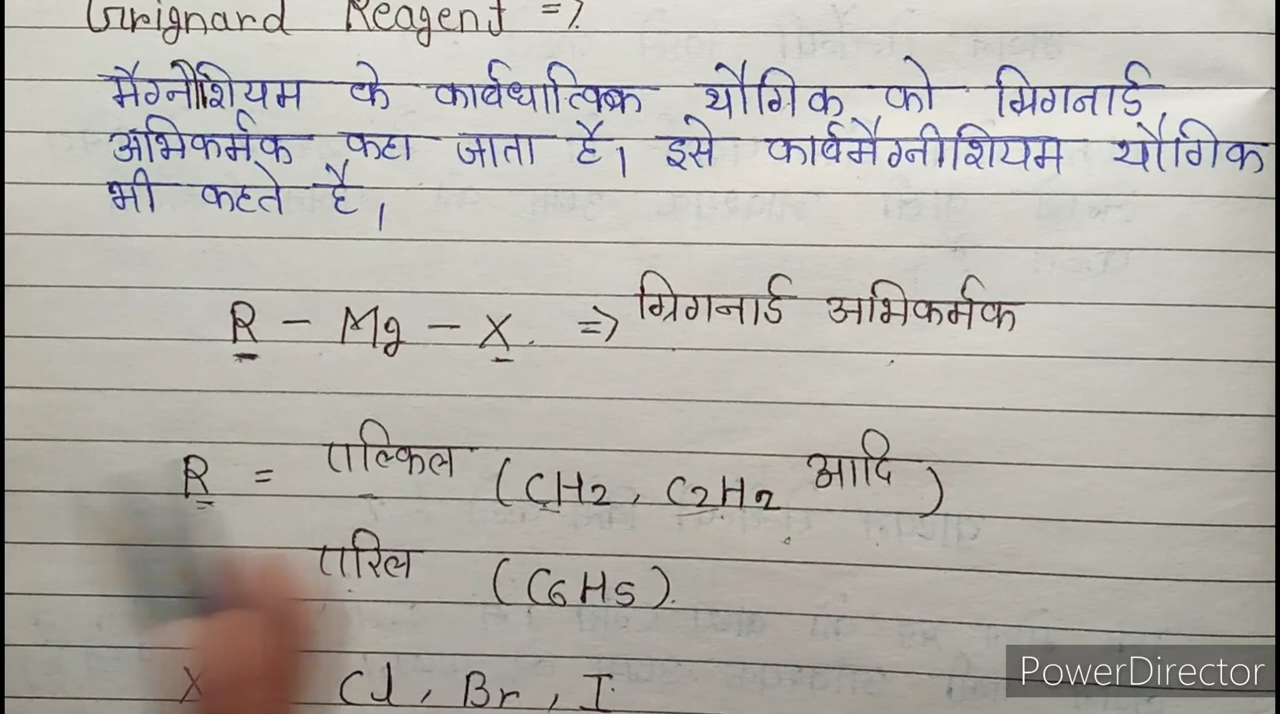 Grignard Reagent =>
मैग्नीशियम के कार्बधात्विक यौगिक को ग्रिगनार्ड
अभिकर्मक कहा जाता है। इसे कार्बमैग्नीशियम यौगिक
भी कहते है।
R - Mg - X. => ग्रिगनार्ड अभिकर्मक
R = एल्किल (CH2, C2H2 आदि)
एरिल (C6H5).
X Cl, Br, I
PowerDirector